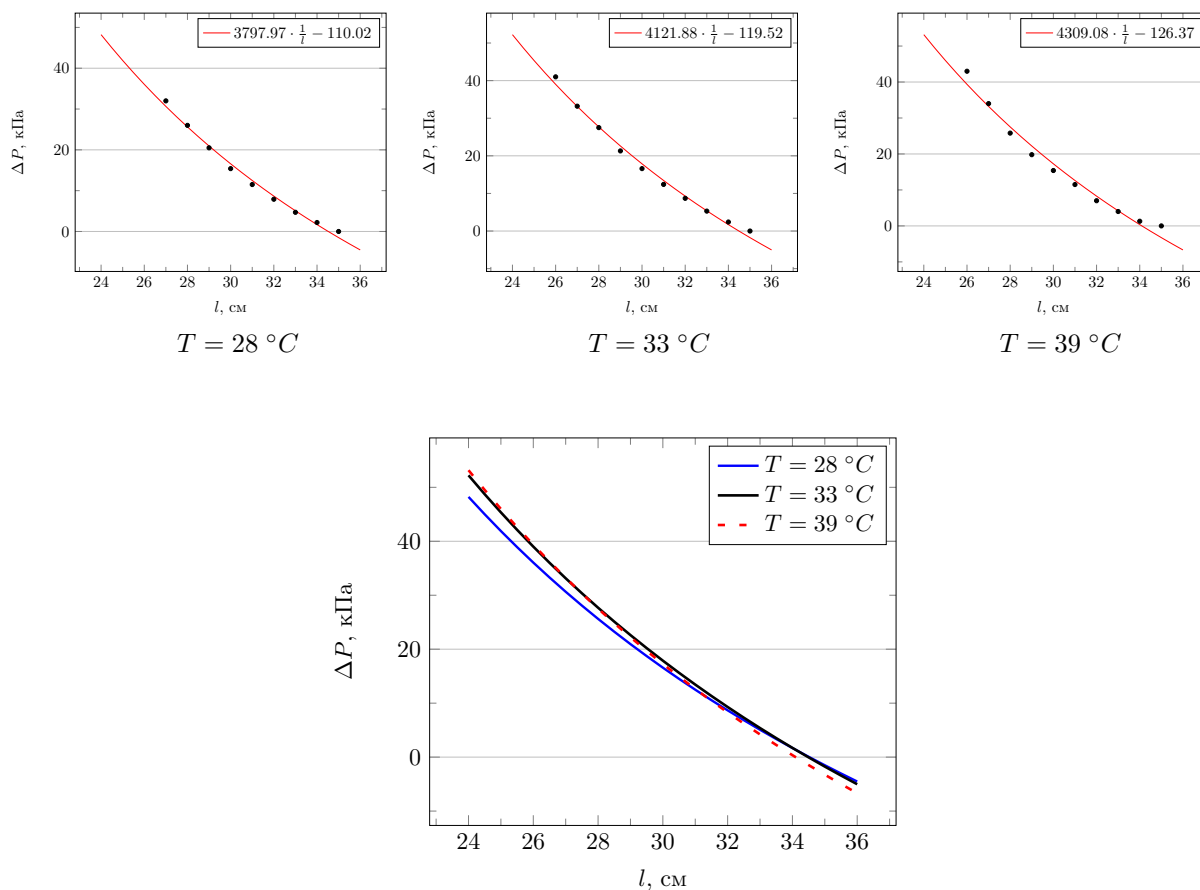 3797.97 · 1/l − 110.02
40
20
0
ΔP, кПа
24 26 28 30 32 34 36
l, см
T = 28 °C
4121.88 · 1/l − 119.52
40
20
0
ΔP, кПа
24 26 28 30 32 34 36
l, см
T = 33 °C
4309.08 · 1/l − 126.37
40
20
0
ΔP, кПа
24 26 28 30 32 34 36
l, см
T = 39 °C
T = 28 °C
T = 33 °C
T = 39 °C
40
20
0
ΔP, кПа
24 26 28 30 32 34 36
l, см